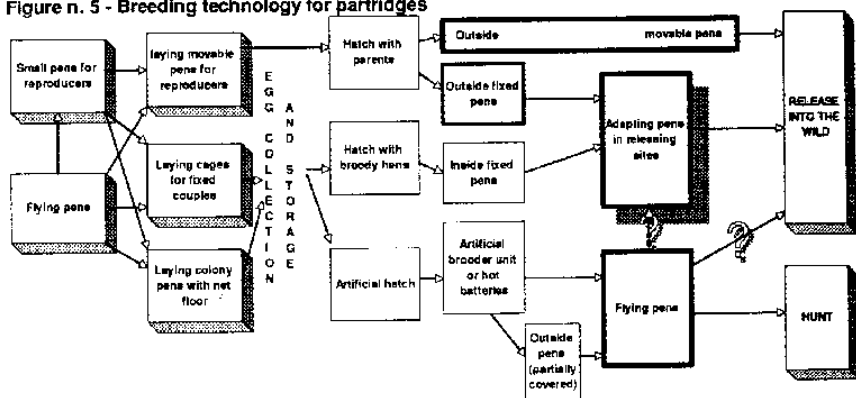 Figure n. 5 - Breeding technology for partridges
Small pens for
reproducers
Flying pens
laying movable
pens for
reproducers
Laying cages
for fixed
couples
Laying colony
pens with net
floor
EGG COLLECTION
AND STORAGE
Hatch with
parents
Hatch with
broody hens
Artificial hatch
Outside movable pens
Outside fixed
pens
Inside fixed
pens
Artificial
brooder unit
or hot
batteries
Outside
pens
(partially
covered)
Adapting pens
in releasing
sites
?
?
Flying pens
RELEASE
INTO THE
WILD
HUNT